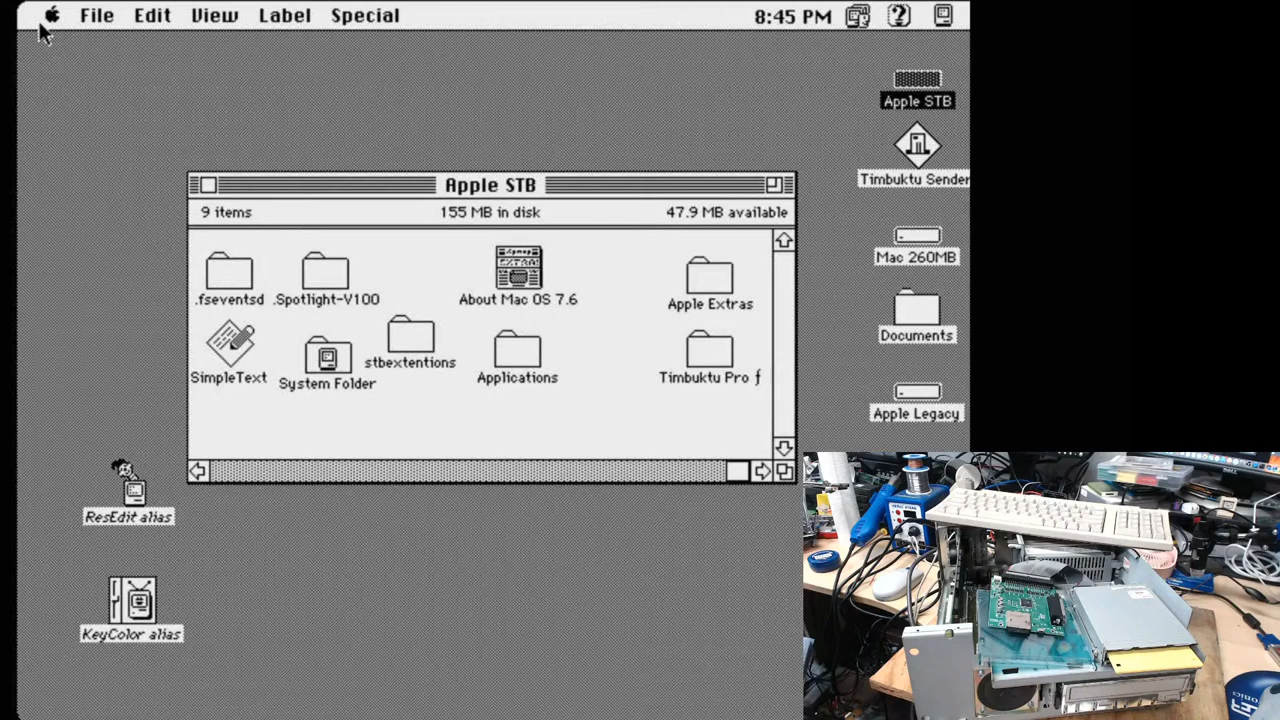 File Edit View Label Special 8:45 PM
Apple STB
Timbuktu Sender
Mac 260MB
Documents
Apple Legacy
Apple STB
9 items 155 MB in disk 47.9 MB available
.fseventsd .Spotlight-V100 About Mac OS 7.6 Apple Extras
SimpleText System Folder stbextentions Applications Timbuktu Pro ƒ
ResEdit alias
KeyColor alias